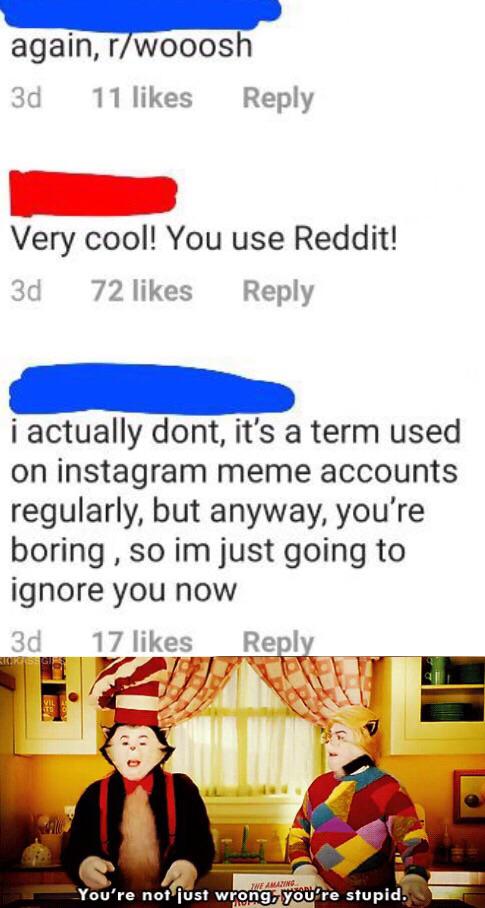 again, r/wooosh
3d 11 likes Reply
Very cool! You use Reddit!
3d 72 likes Reply
i actually dont, it's a term used
on instagram meme accounts
regularly, but anyway, you're
boring , so im just going to
ignore you now
3d 17 likes Reply
THE AMAZING
You're not just wrong, you're stupid.